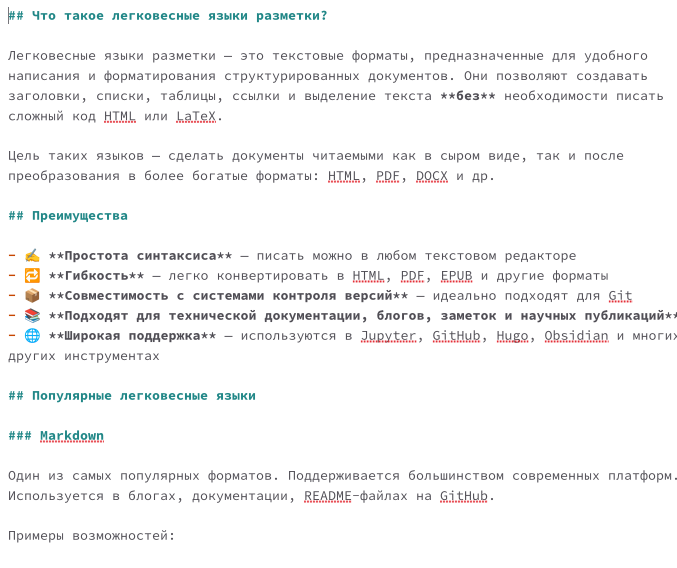 ## Что такое легковесные языки разметки?
Легковесные языки разметки — это текстовые форматы, предназначенные для удобного
написания и форматирования структурированных документов. Они позволяют создавать
заголовки, списки, таблицы, ссылки и выделение текста **без** необходимости писать
сложный код HTML или LaTeX.
Цель таких языков — сделать документы читаемыми как в сыром виде, так и после
преобразования в более богатые форматы: HTML, PDF, DOCX и др.
## Преимущества
- ✍️ **Простота синтаксиса** — писать можно в любом текстовом редакторе
- 🔁 **Гибкость** — легко конвертировать в HTML, PDF, EPUB и другие форматы
- 📦 **Совместимость с системами контроля версий** — идеально подходят для Git
- 📚 **Подходят для технической документации, блогов, заметок и научных публикаций**
- 🌐 **Широкая поддержка** — используются в Jupyter, GitHub, Hugo, Obsidian и многих
других инструментах
## Популярные легковесные языки
### Markdown
Один из самых популярных форматов. Поддерживается большинством современных платформ.
Используется в блогах, документации, README-файлах на GitHub.
Примеры возможностей: